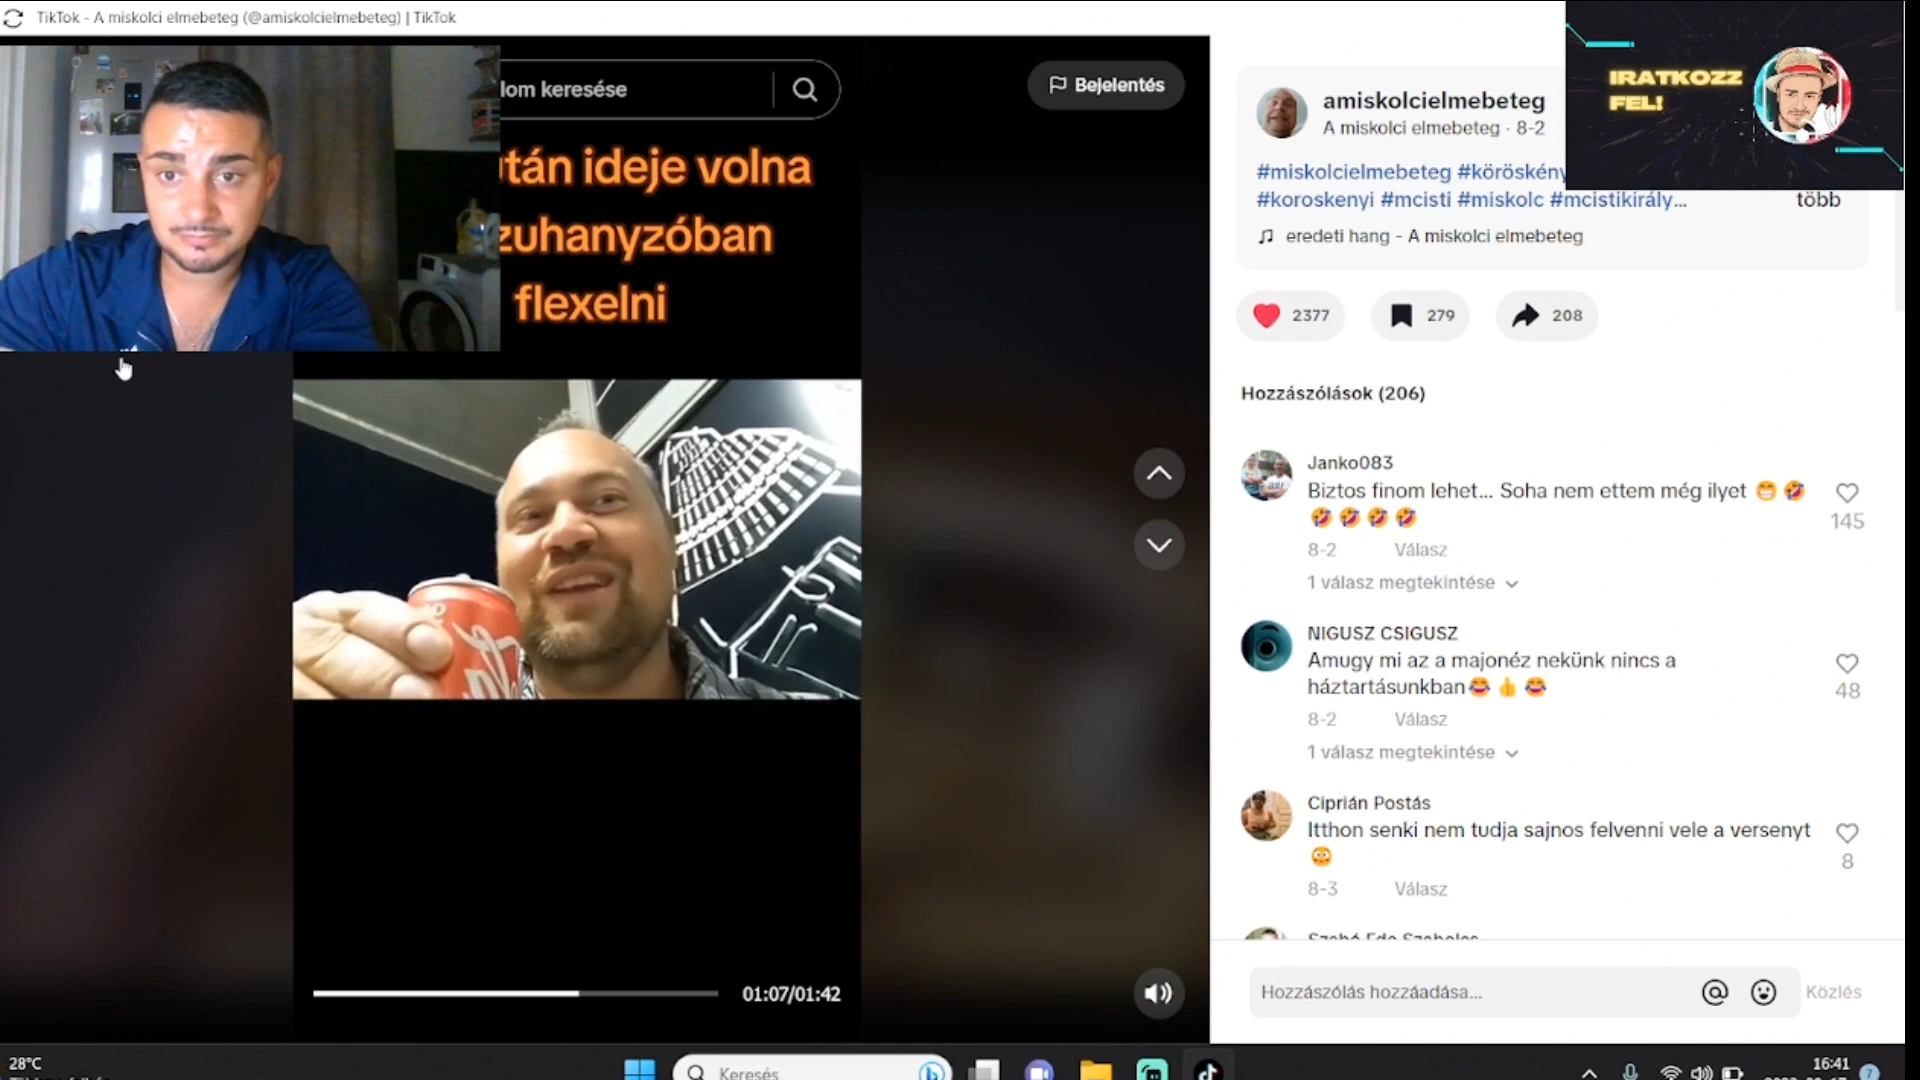 TikTok - A miskolci elmebeteg (@amiskolcielmebeteg) | TikTok
lom keresése
Bejelentés
után ideje volna
zuhanyzóban
flexelni
IRATKOZZ
FEL!
amiskolcielmebeteg
A miskolci elmebeteg · 8-2
#miskolcielmebeteg #köröskény
#koroskenyi #mcisti #miskolc #mcistikirály...
több
eredeti hang - A miskolci elmebeteg
2377
279
208
Hozzászólások (206)
Janko083
Biztos finom lehet... Soha nem ettem még ilyet 😁 🤣
🤣 🤣 🤣 🤣
145
8-2 Válasz
1 válasz megtekintése
NIGUSZ CSIGUSZ
Amugy mi az a majonéz nekünk nincs a
háztartásunkban😂 👍 😂
48
8-2 Válasz
1 válasz megtekintése
Ciprián Postás
Itthon senki nem tudja sajnos felvenni vele a versenyt
😳
8
8-3 Válasz
01:07/01:42
Hozzászólás hozzáadása...
Közlés
28°C
Keresés
16:41
7